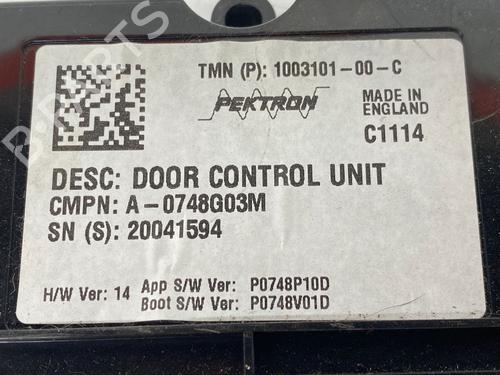 TMN (P): 1003101-00-C
PEKTRON
MADE IN
ENGLAND
C1114
DESC: DOOR CONTROL UNIT
CMPN: A-0748G03M
SN (S): 20041594
H/W Ver: 14
App S/W Ver: P0748P10D
Boot S/W Ver: P0748V01D
B-PARTS